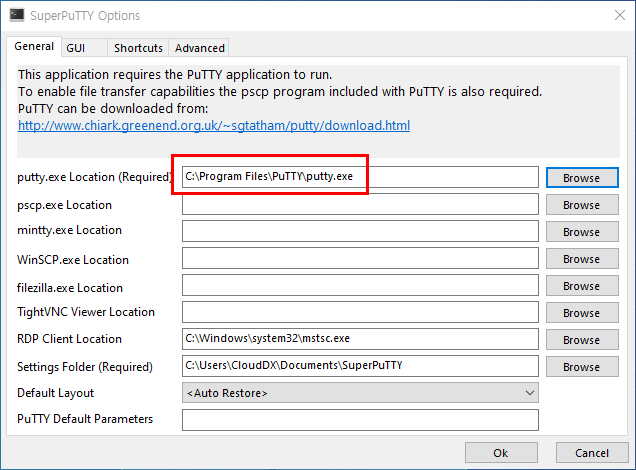 SuperPuTTY Options
General GUI Shortcuts Advanced
This application requires the PuTTY application to run.
To enable file transfer capabilities the pscp program included with PuTTY is also required.
PuTTY can be downloaded from:
http://www.chiark.greenend.org.uk/~sgtatham/putty/download.html
putty.exe Location (Required) C:\Program Files\PuTTY\putty.exe Browse
pscp.exe Location Browse
mintty.exe Location Browse
WinSCP.exe Location Browse
filezilla.exe Location Browse
TightVNC Viewer Location Browse
RDP Client Location C:\Windows\system32\mstsc.exe Browse
Settings Folder (Required) C:\Users\CloudDX\Documents\SuperPuTTY Browse
Default Layout <Auto Restore>
PuTTY Default Parameters
Ok Cancel